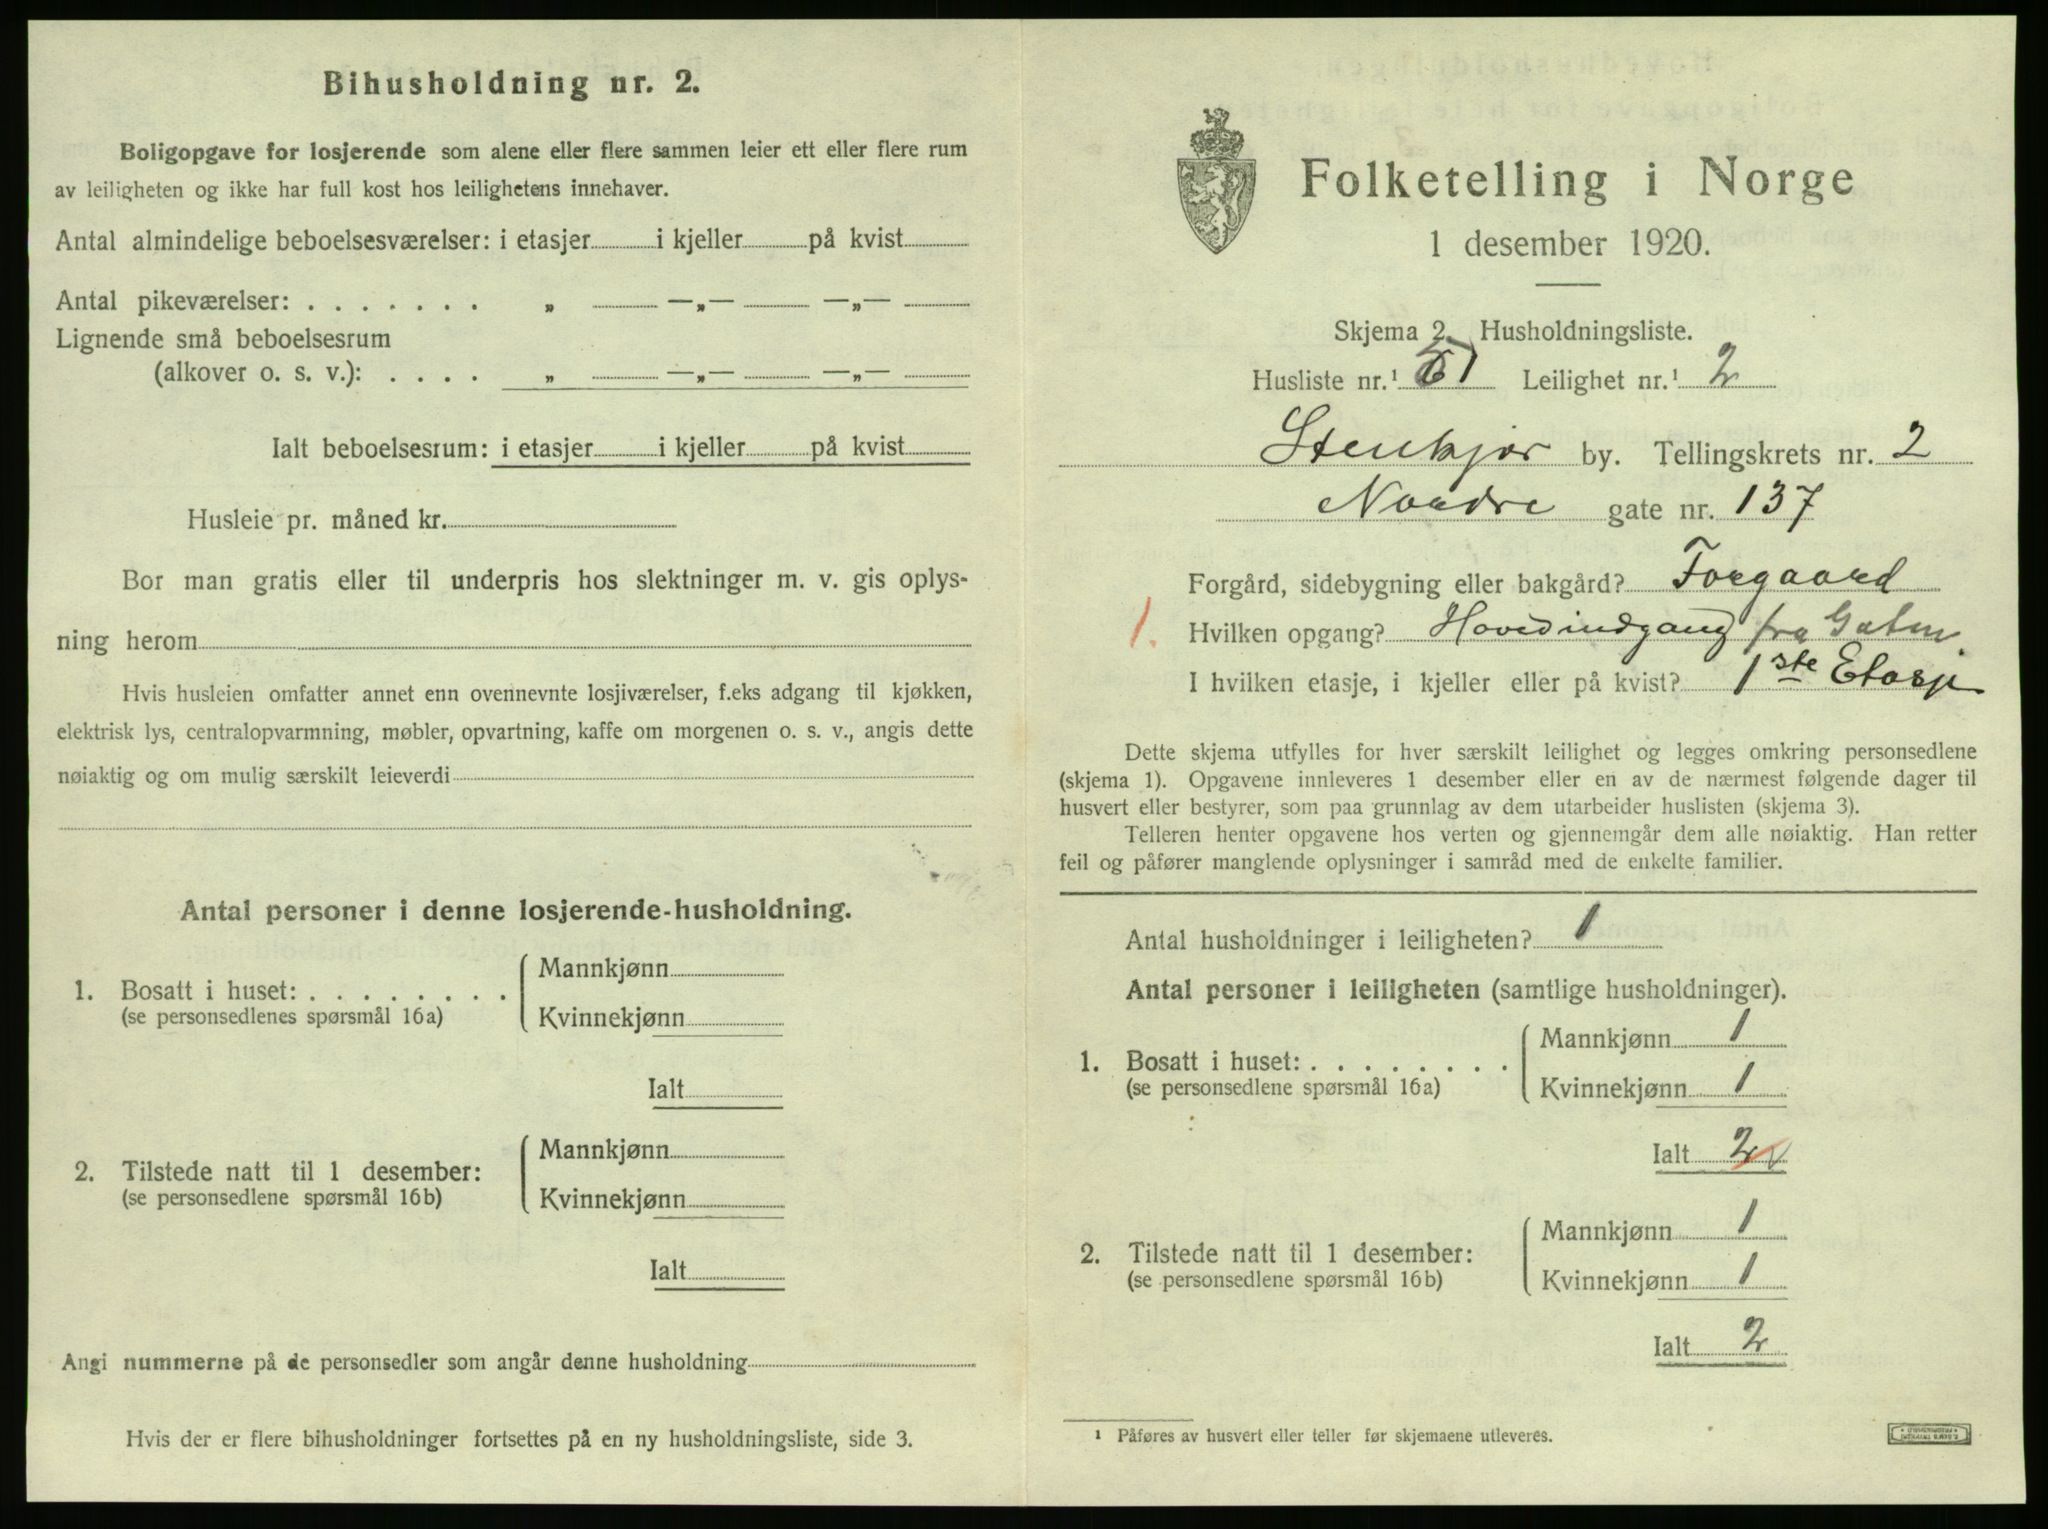 Bihusholdning nr. 2.
Boligopgave for losjerende som alene eller flere sammen leier ett eller flere rum
av leiligheten og ikke har full kost hos leilighetens innehaver.
Antal almindelige beboelsesværelser: i etasjer i kjeller på kvist
Antal pikeværelser: . . . . . . . „ —„— —„—
Lignende små beboelsesrum
(alkover o. s. v.): . . . . „ —„— —„—
Ialt beboelsesrum: i etasjer i kjeller på kvist
Husleie pr. måned kr.
Bor man gratis eller til underpris hos slektninger m. v. gis oplys-
ning herom
Hvis husleien omfatter annet enn ovennevnte losjiværelser, f.eks adgang til kjøkken,
elektrisk lys, centralopvarmning, møbler, opvartning, kaffe om morgenen o. s. v., angis dette
nøiaktig og om mulig særskilt leieverdi
Antal personer i denne losjerende-husholdning.
1. Bosatt i huset: . . . . . . . . Mannkjønn
(se personsedlenes spørsmål 16a) Kvinnekjønn
Ialt
2. Tilstede natt til 1 desember: Mannkjønn
(se personsedlene spørsmål 16b) Kvinnekjønn
Ialt
Angi nummerne på de personsedler som angår denne husholdning
Hvis der er flere bihusholdninger fortsettes på en ny husholdningsliste, side 3.
Folketelling i Norge
1 desember 1920.
Skjema 2. Husholdningsliste.
Husliste nr.¹ Leilighet nr.¹ 2
Stenkjær by. Tellingskrets nr. 2
Nordre gate nr. 137
Forgård, sidebygning eller bakgård? Forgaard
1. Hvilken opgang? Hovedindgang fra Gaten.
I hvilken etasje, i kjeller eller på kvist? 1ste Etasje
Dette skjema utfylles for hver særskilt leilighet og legges omkring personsedlene
(skjema 1). Opgavene innleveres 1 desember eller en av de nærmest følgende dager til
husvert eller bestyrer, som paa grunnlag av dem utarbeider huslisten (skjema 3).
Telleren henter opgavene hos verten og gjennemgår dem alle nøiaktig. Han retter
feil og påfører manglende oplysninger i samråd med de enkelte familier.
Antal husholdninger i leiligheten? 1
Antal personer i leiligheten (samtlige husholdninger).
1. Bosatt i huset: . . . . . . . . Mannkjønn 1
(se personsedlene spørsmål 16a) Kvinnekjønn 1
Ialt 2
2. Tilstede natt til 1 desember: Mannkjønn 1
(se personsedlene spørsmål 16b) Kvinnekjønn 1
Ialt 2
¹ Påføres av husvert eller teller før skjemaene utleveres.